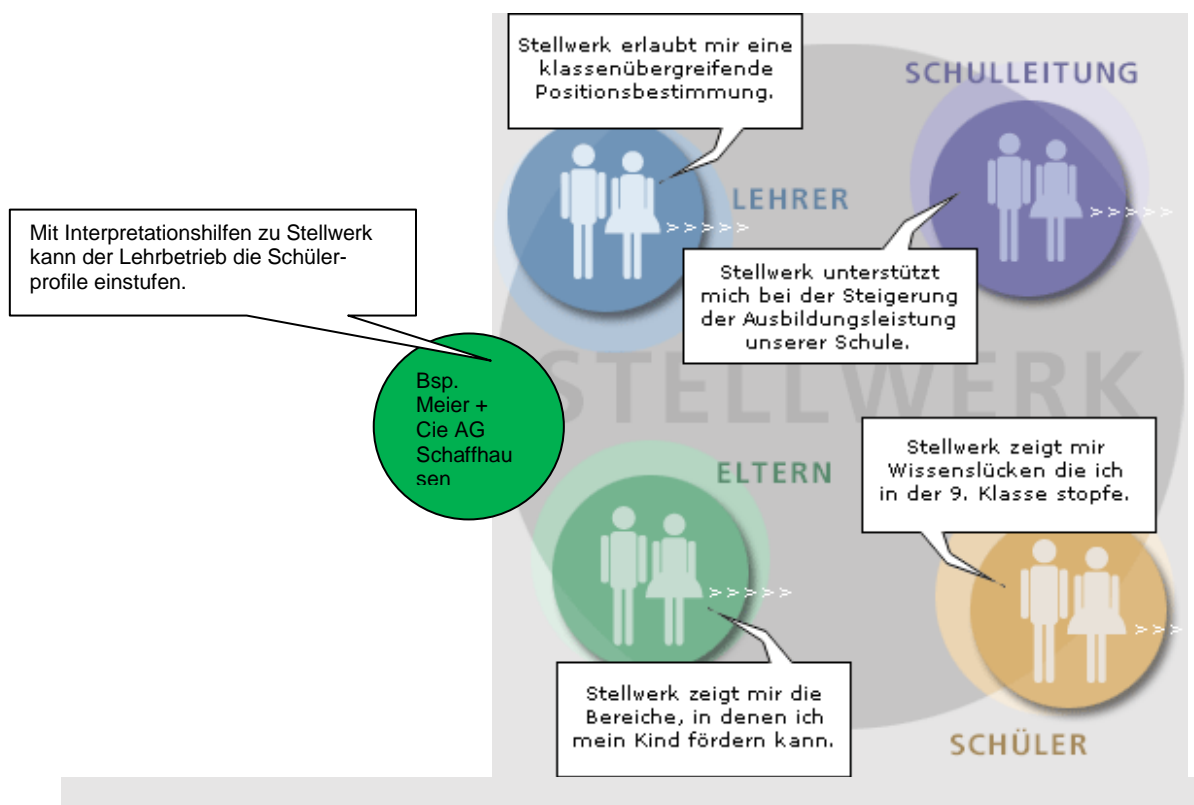 Stellwerk erlaubt mir eine
klassenübergreifende
Positionsbestimmung.
SCHULLEITUNG
LEHRER
>>>>>
>>>>>
Mit Interpretationshilfen zu Stellwerk
kann der Lehrbetrieb die Schüler-
profile einstufen.
Stellwerk unterstützt
mich bei der Steigerung
der Ausbildungsleistung
unserer Schule.
STELLWERK
Bsp.
Meier +
Cie AG
Schaffhau
sen
ELTERN
Stellwerk zeigt mir
Wissenslücken die ich
in der 9. Klasse stopfe.
>>>>>
>>>
Stellwerk zeigt mir die
Bereiche, in denen ich
mein Kind fördern kann.
SCHÜLER